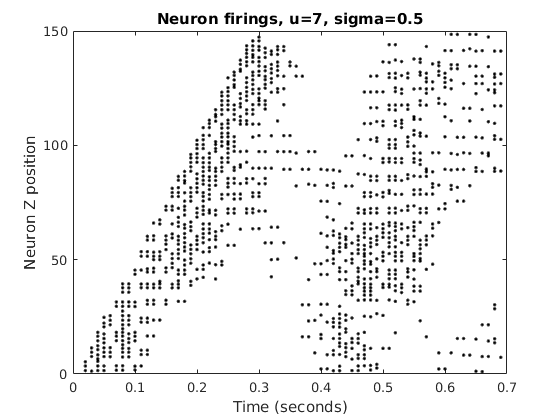 Neuron firings, u=7, sigma=0.5
150
100
50
0
Neuron Z position
0 0.1 0.2 0.3 0.4 0.5 0.6 0.7
Time (seconds)